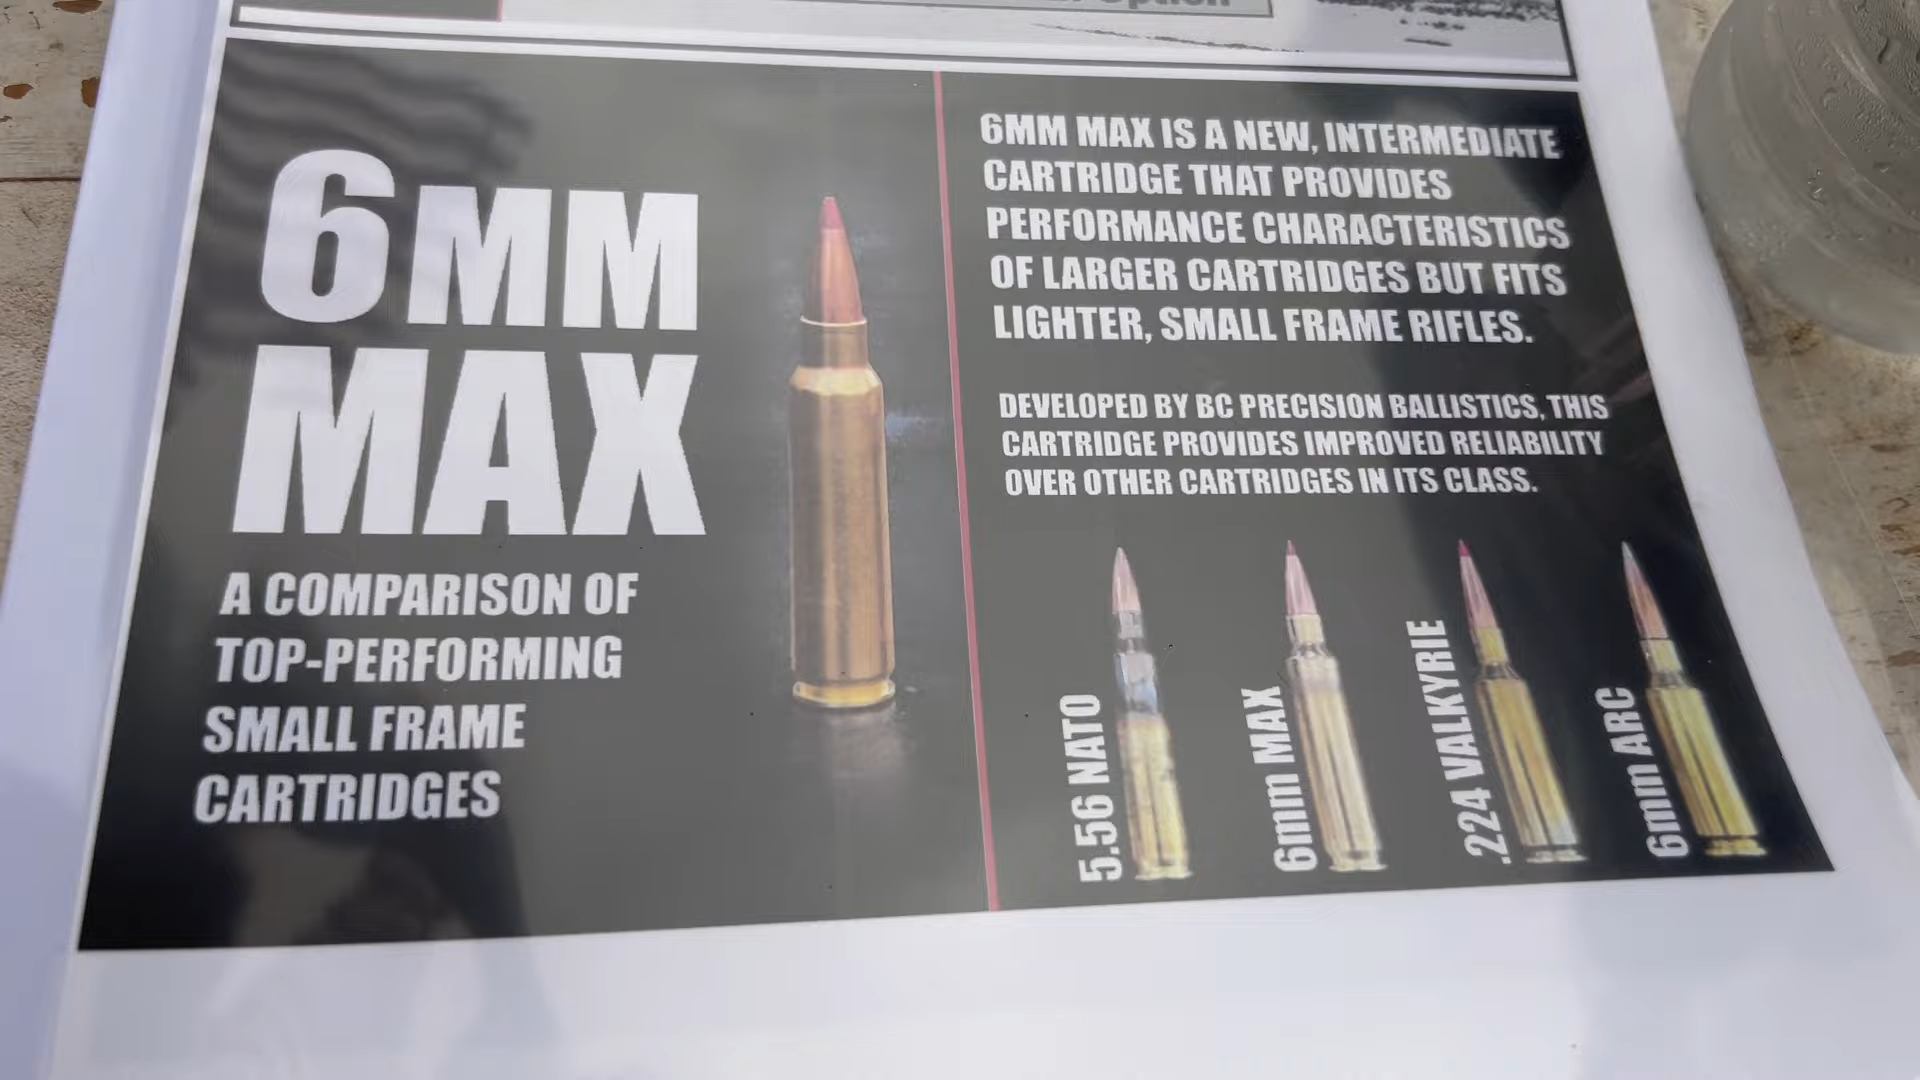 6MM
MAX
A COMPARISON OF
TOP-PERFORMING
SMALL FRAME
CARTRIDGES
6MM MAX IS A NEW, INTERMEDIATE
CARTRIDGE THAT PROVIDES
PERFORMANCE CHARACTERISTICS
OF LARGER CARTRIDGES BUT FITS
LIGHTER, SMALL FRAME RIFLES.
DEVELOPED BY BC PRECISION BALLISTICS, THIS
CARTRIDGE PROVIDES IMPROVED RELIABILITY
OVER OTHER CARTRIDGES IN ITS CLASS.
5.56 NATO
6mm MAX
.224 VALKYRIE
6mm ARC